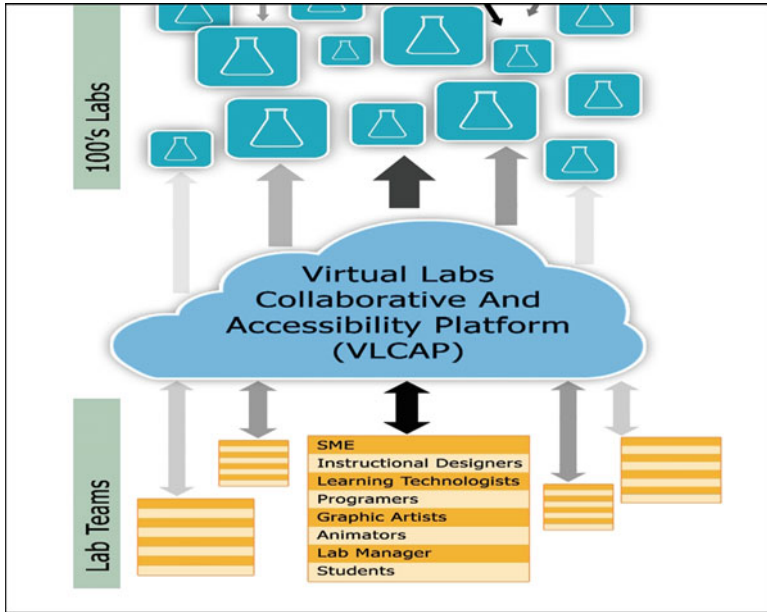 100's Labs
Virtual Labs
Collaborative And
Accessibility Platform
(VLCAP)
Lab Teams
SME
Instructional Designers
Learning Technologists
Programers
Graphic Artists
Animators
Lab Manager
Students